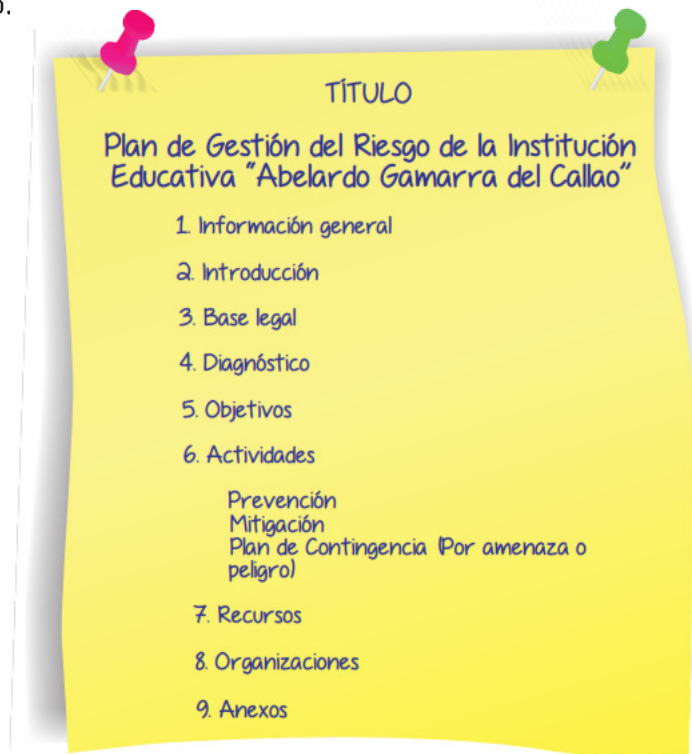 TÍTULO
Plan de Gestión del Riesgo de la Institución
Educativa "Abelardo Gamarra del Callao"
1. Información general
2. Introducción
3. Base legal
4. Diagnóstico
5. Objetivos
6. Actividades
Prevención
Mitigación
Plan de Contingencia (Por amenaza o
peligro)
7. Recursos
8. Organizaciones
9. Anexos